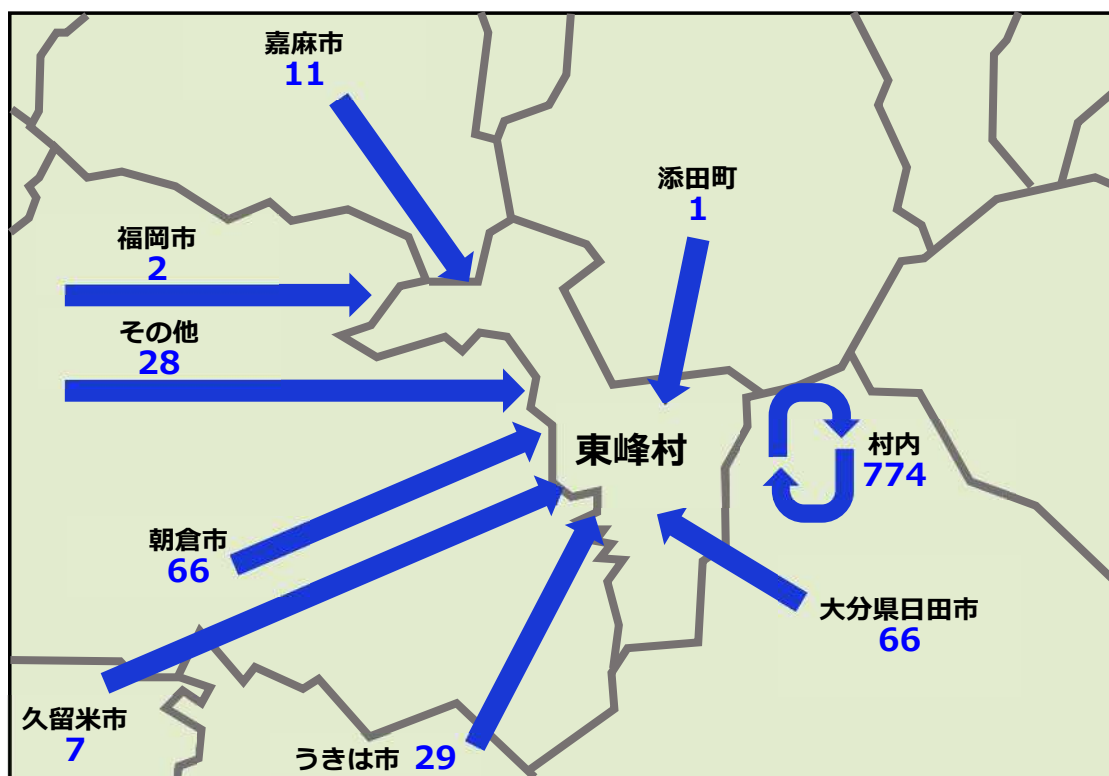 嘉麻市
11
添田町
1
福岡市
2
その他
28
東峰村
村内
774
朝倉市
66
大分県日田市
66
久留米市
7
うきは市 29